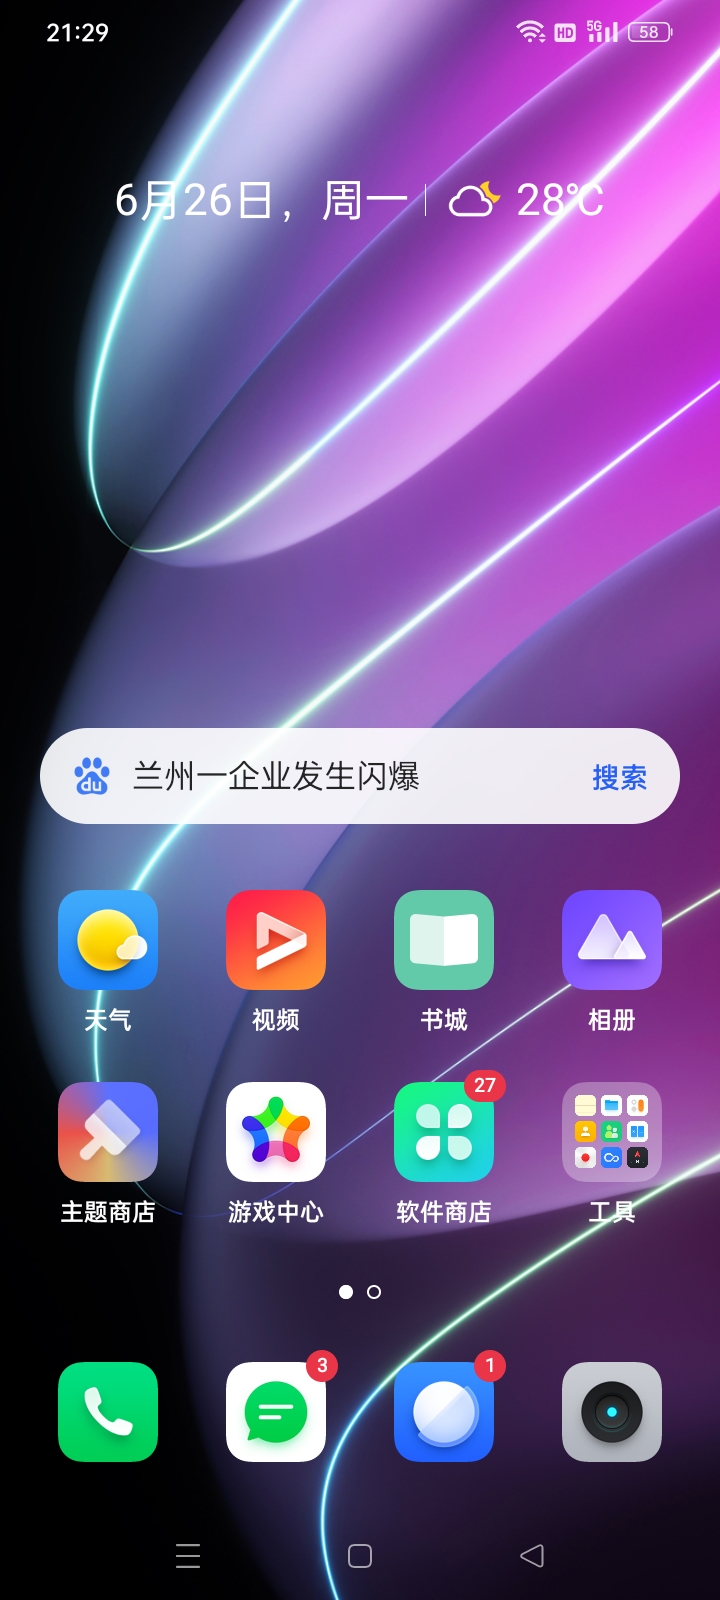 21:29
HD 5G 58
6月26日，周一 28℃
du 兰州一企业发生闪爆 搜索
天气 视频 书城 相册
27
主题商店 游戏中心 软件商店 工具
3 1